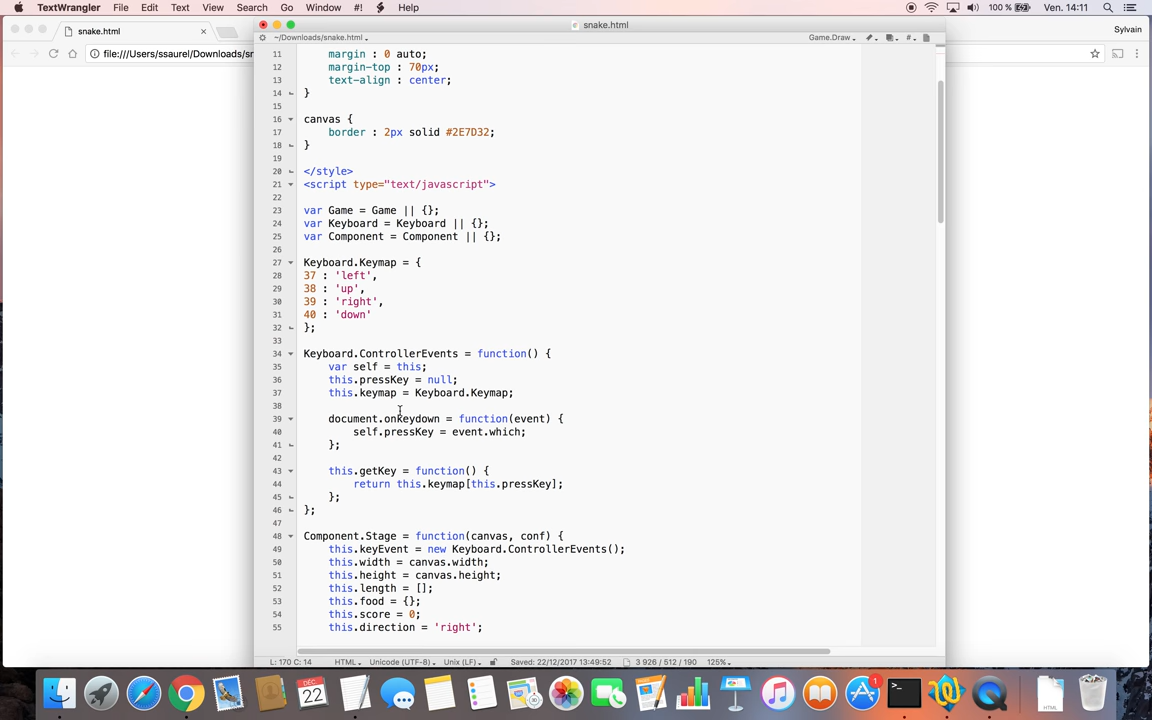 TextWrangler File Edit Text View Search Go Window #! Help 100 % Ven. 14:11
snake.html
snake.html
Sylvain
~/Downloads/snake.html
Game.Draw
file:///Users/ssaurel/Downloads/sn
11 margin : 0 auto;
12 margin-top : 70px;
13 text-align : center;
14 }
15
16 canvas {
17 border : 2px solid #2E7D32;
18 }
19
20 </style>
21 <script type="text/javascript">
22
23 var Game = Game || {};
24 var Keyboard = Keyboard || {};
25 var Component = Component || {};
26
27 Keyboard.Keymap = {
28 37 : 'left',
29 38 : 'up',
30 39 : 'right',
31 40 : 'down'
32 };
33
34 Keyboard.ControllerEvents = function() {
35 var self = this;
36 this.pressKey = null;
37 this.keymap = Keyboard.Keymap;
38
39 document.onkeydown = function(event) {
40 self.pressKey = event.which;
41 };
42
43 this.getKey = function() {
44 return this.keymap[this.pressKey];
45 };
46 };
47
48 Component.Stage = function(canvas, conf) {
49 this.keyEvent = new Keyboard.ControllerEvents();
50 this.width = canvas.width;
51 this.height = canvas.height;
52 this.length = [];
53 this.food = {};
54 this.score = 0;
55 this.direction = 'right';
L: 170 C: 14 HTML Unicode (UTF-8) Unix (LF) Saved: 22/12/2017 13:49:52 3 926 / 512 / 190 125%
DÉC.
22
1
HTML